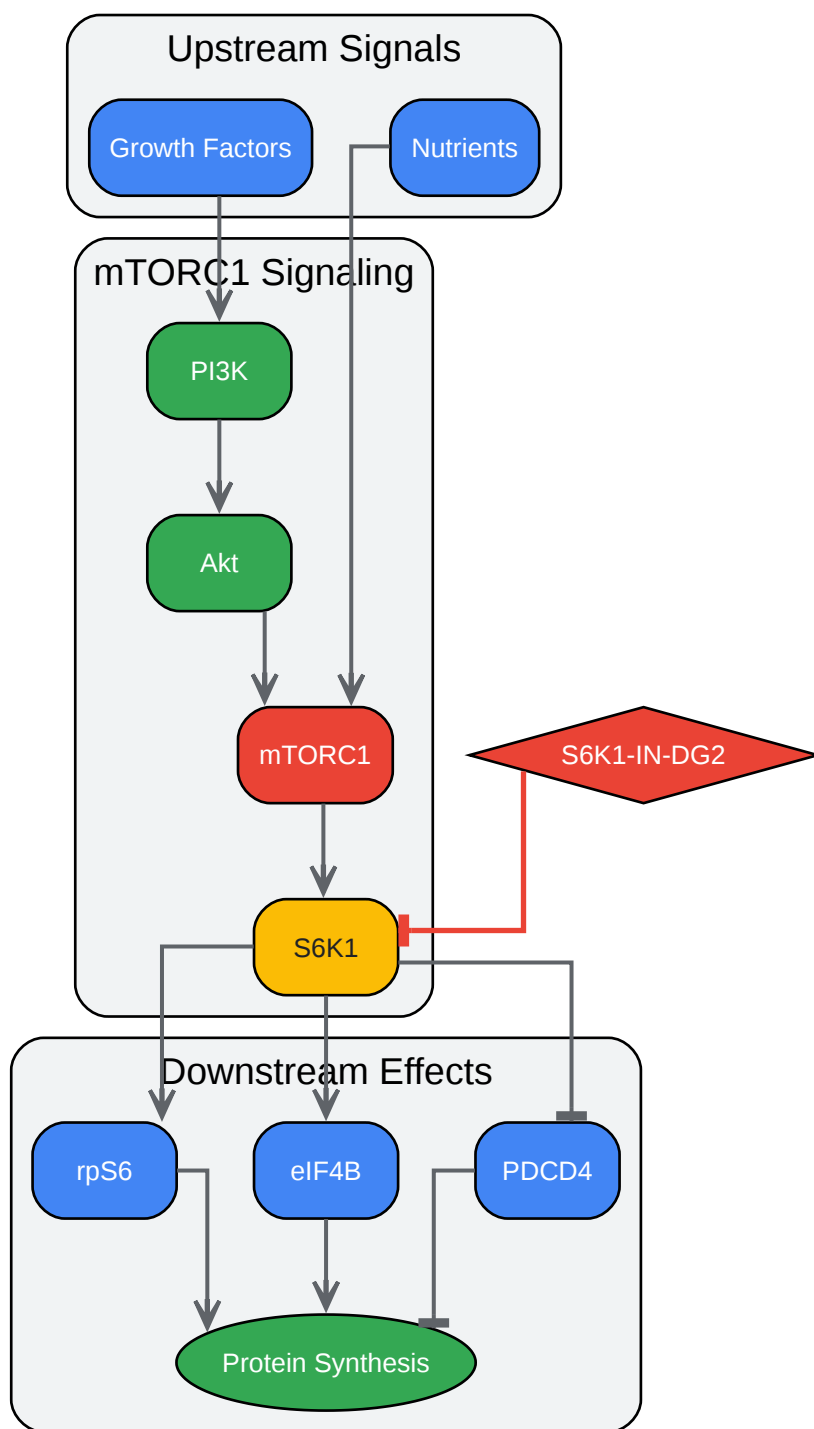 Upstream Signals
Growth Factors
Nutrients
mTORC1 Signaling
PI3K
Akt
mTORC1
S6K1-IN-DG2
S6K1
Downstream Effects
rpS6
eIF4B
PDCD4
Protein Synthesis